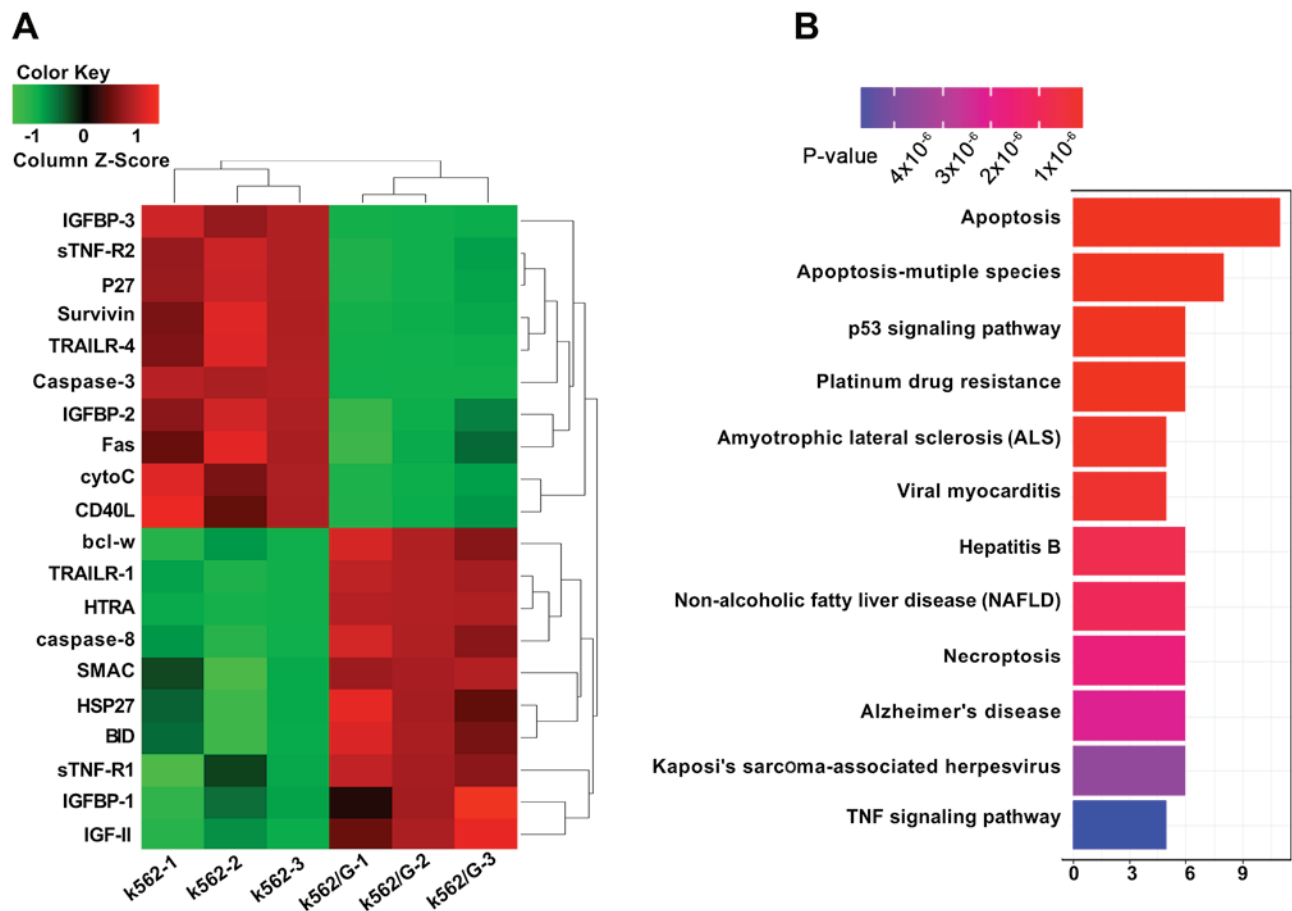 A
Color Key
-1 0 1
Column Z-Score
IGFBP-3
sTNF-R2
P27
Survivin
TRAILR-4
Caspase-3
IGFBP-2
Fas
cytoC
CD40L
bcl-w
TRAILR-1
HTRA
caspase-8
SMAC
HSP27
BID
sTNF-R1
IGFBP-1
IGF-II
k562-1
k562-2
k562-3
k562/G-1
k562/G-2
k562/G-3
B
P-value
4x10⁻⁶
3x10⁻⁶
2x10⁻⁶
1x10⁻⁶
Apoptosis
Apoptosis-mutiple species
p53 signaling pathway
Platinum drug resistance
Amyotrophic lateral sclerosis (ALS)
Viral myocarditis
Hepatitis B
Non-alcoholic fatty liver disease (NAFLD)
Necroptosis
Alzheimer's disease
Kaposi's sarcoma-associated herpesvirus
TNF signaling pathway
0 3 6 9